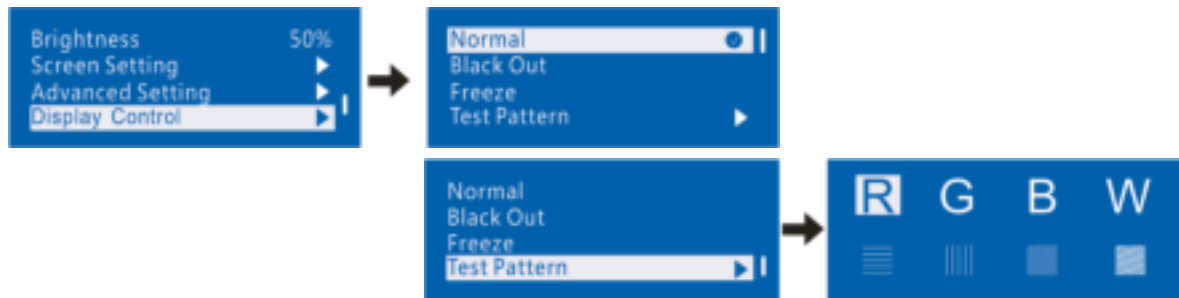 Brightness 50%
Screen Setting
Advanced Setting
Display Control
Normal
Black Out
Freeze
Test Pattern
Normal
Black Out
Freeze
Test Pattern
R G B W